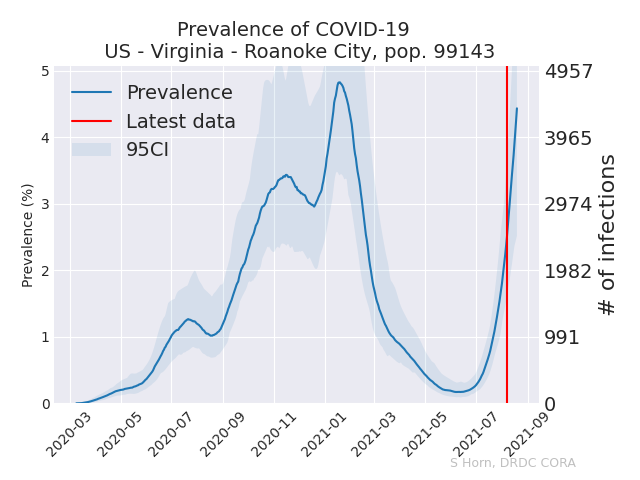 Prevalence of COVID-19
US - Virginia - Roanoke City, pop. 99143
Prevalence
Latest data
95CI
Prevalence (%)
5
4
3
2
1
0
4957
3965
2974
1982
991
0
# of infections
2020-03
2020-05
2020-07
2020-09
2020-11
2021-01
2021-03
2021-05
2021-07
2021-09
S Horn, DRDC CORA